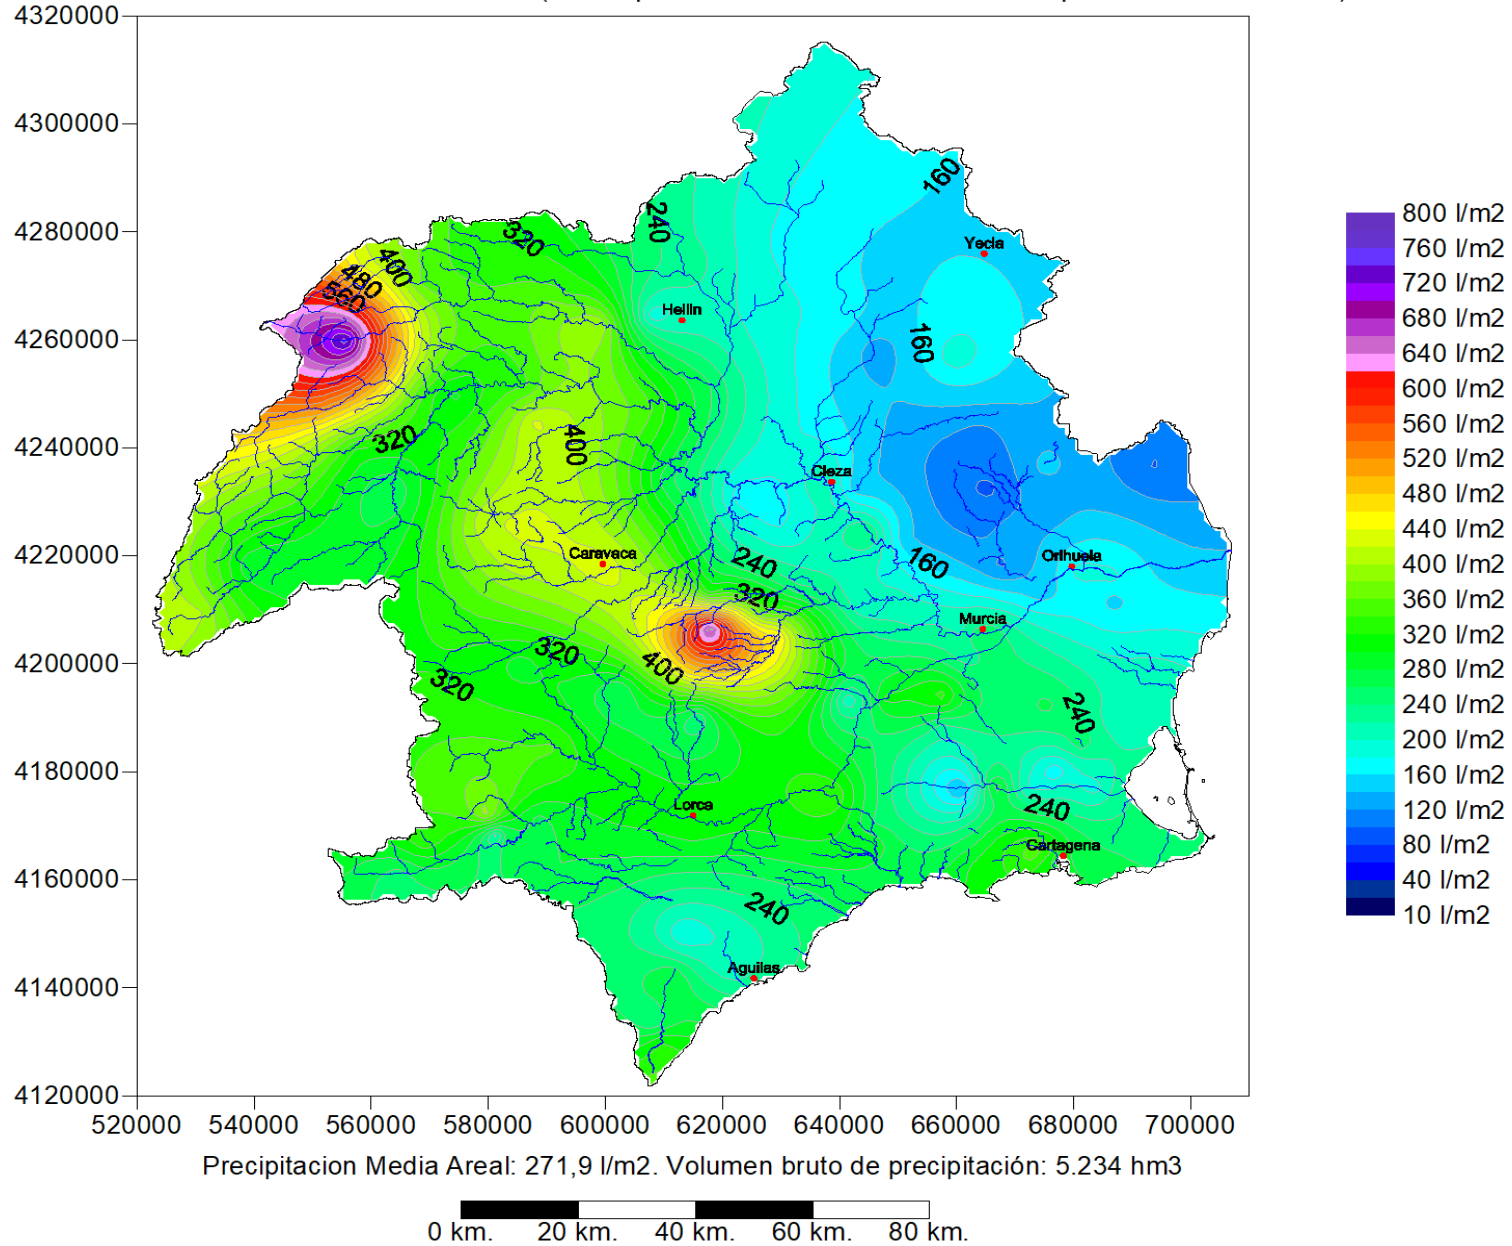 4320000
4300000
4280000
4260000
4240000
4220000
4200000
4180000
4160000
4140000
4120000
520000 540000 560000 580000 600000 620000 640000 660000 680000 700000
160
240
320
Yecla
400
480
560
Hellin
160
320
400
Cieza
Caravaca
240
160
Orihuela
320
Murcia
320
400
320
240
Lorca
240
Cartagena
240
Aguilas
800 l/m2
760 l/m2
720 l/m2
680 l/m2
640 l/m2
600 l/m2
560 l/m2
520 l/m2
480 l/m2
440 l/m2
400 l/m2
360 l/m2
320 l/m2
280 l/m2
240 l/m2
200 l/m2
160 l/m2
120 l/m2
80 l/m2
40 l/m2
10 l/m2
Precipitacion Media Areal: 271,9 l/m2. Volumen bruto de precipitación: 5.234 hm3
0 km. 20 km. 40 km. 60 km. 80 km.